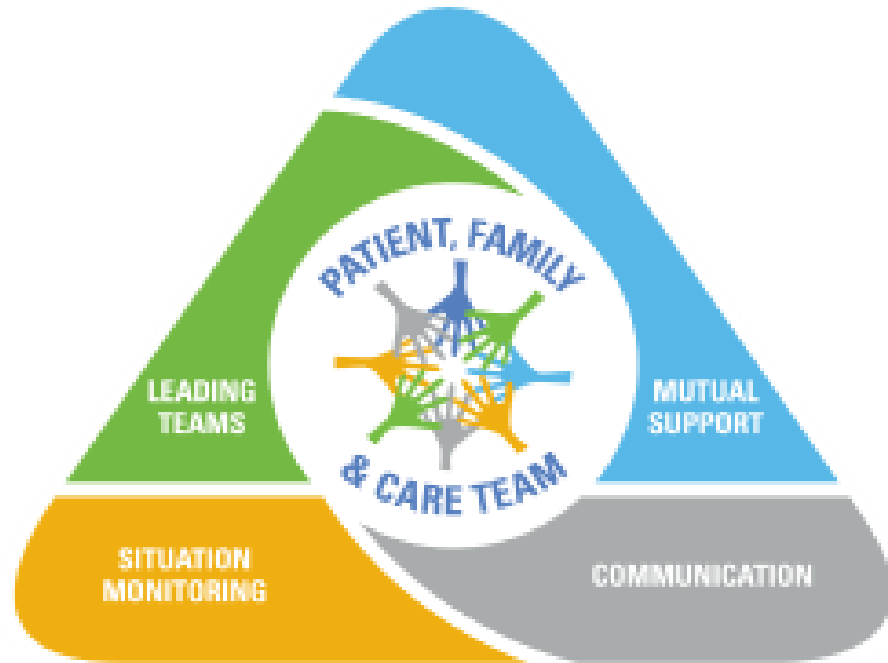 PATIENT, FAMILY
& CARE TEAM
LEADING
TEAMS
MUTUAL
SUPPORT
SITUATION
MONITORING
COMMUNICATION